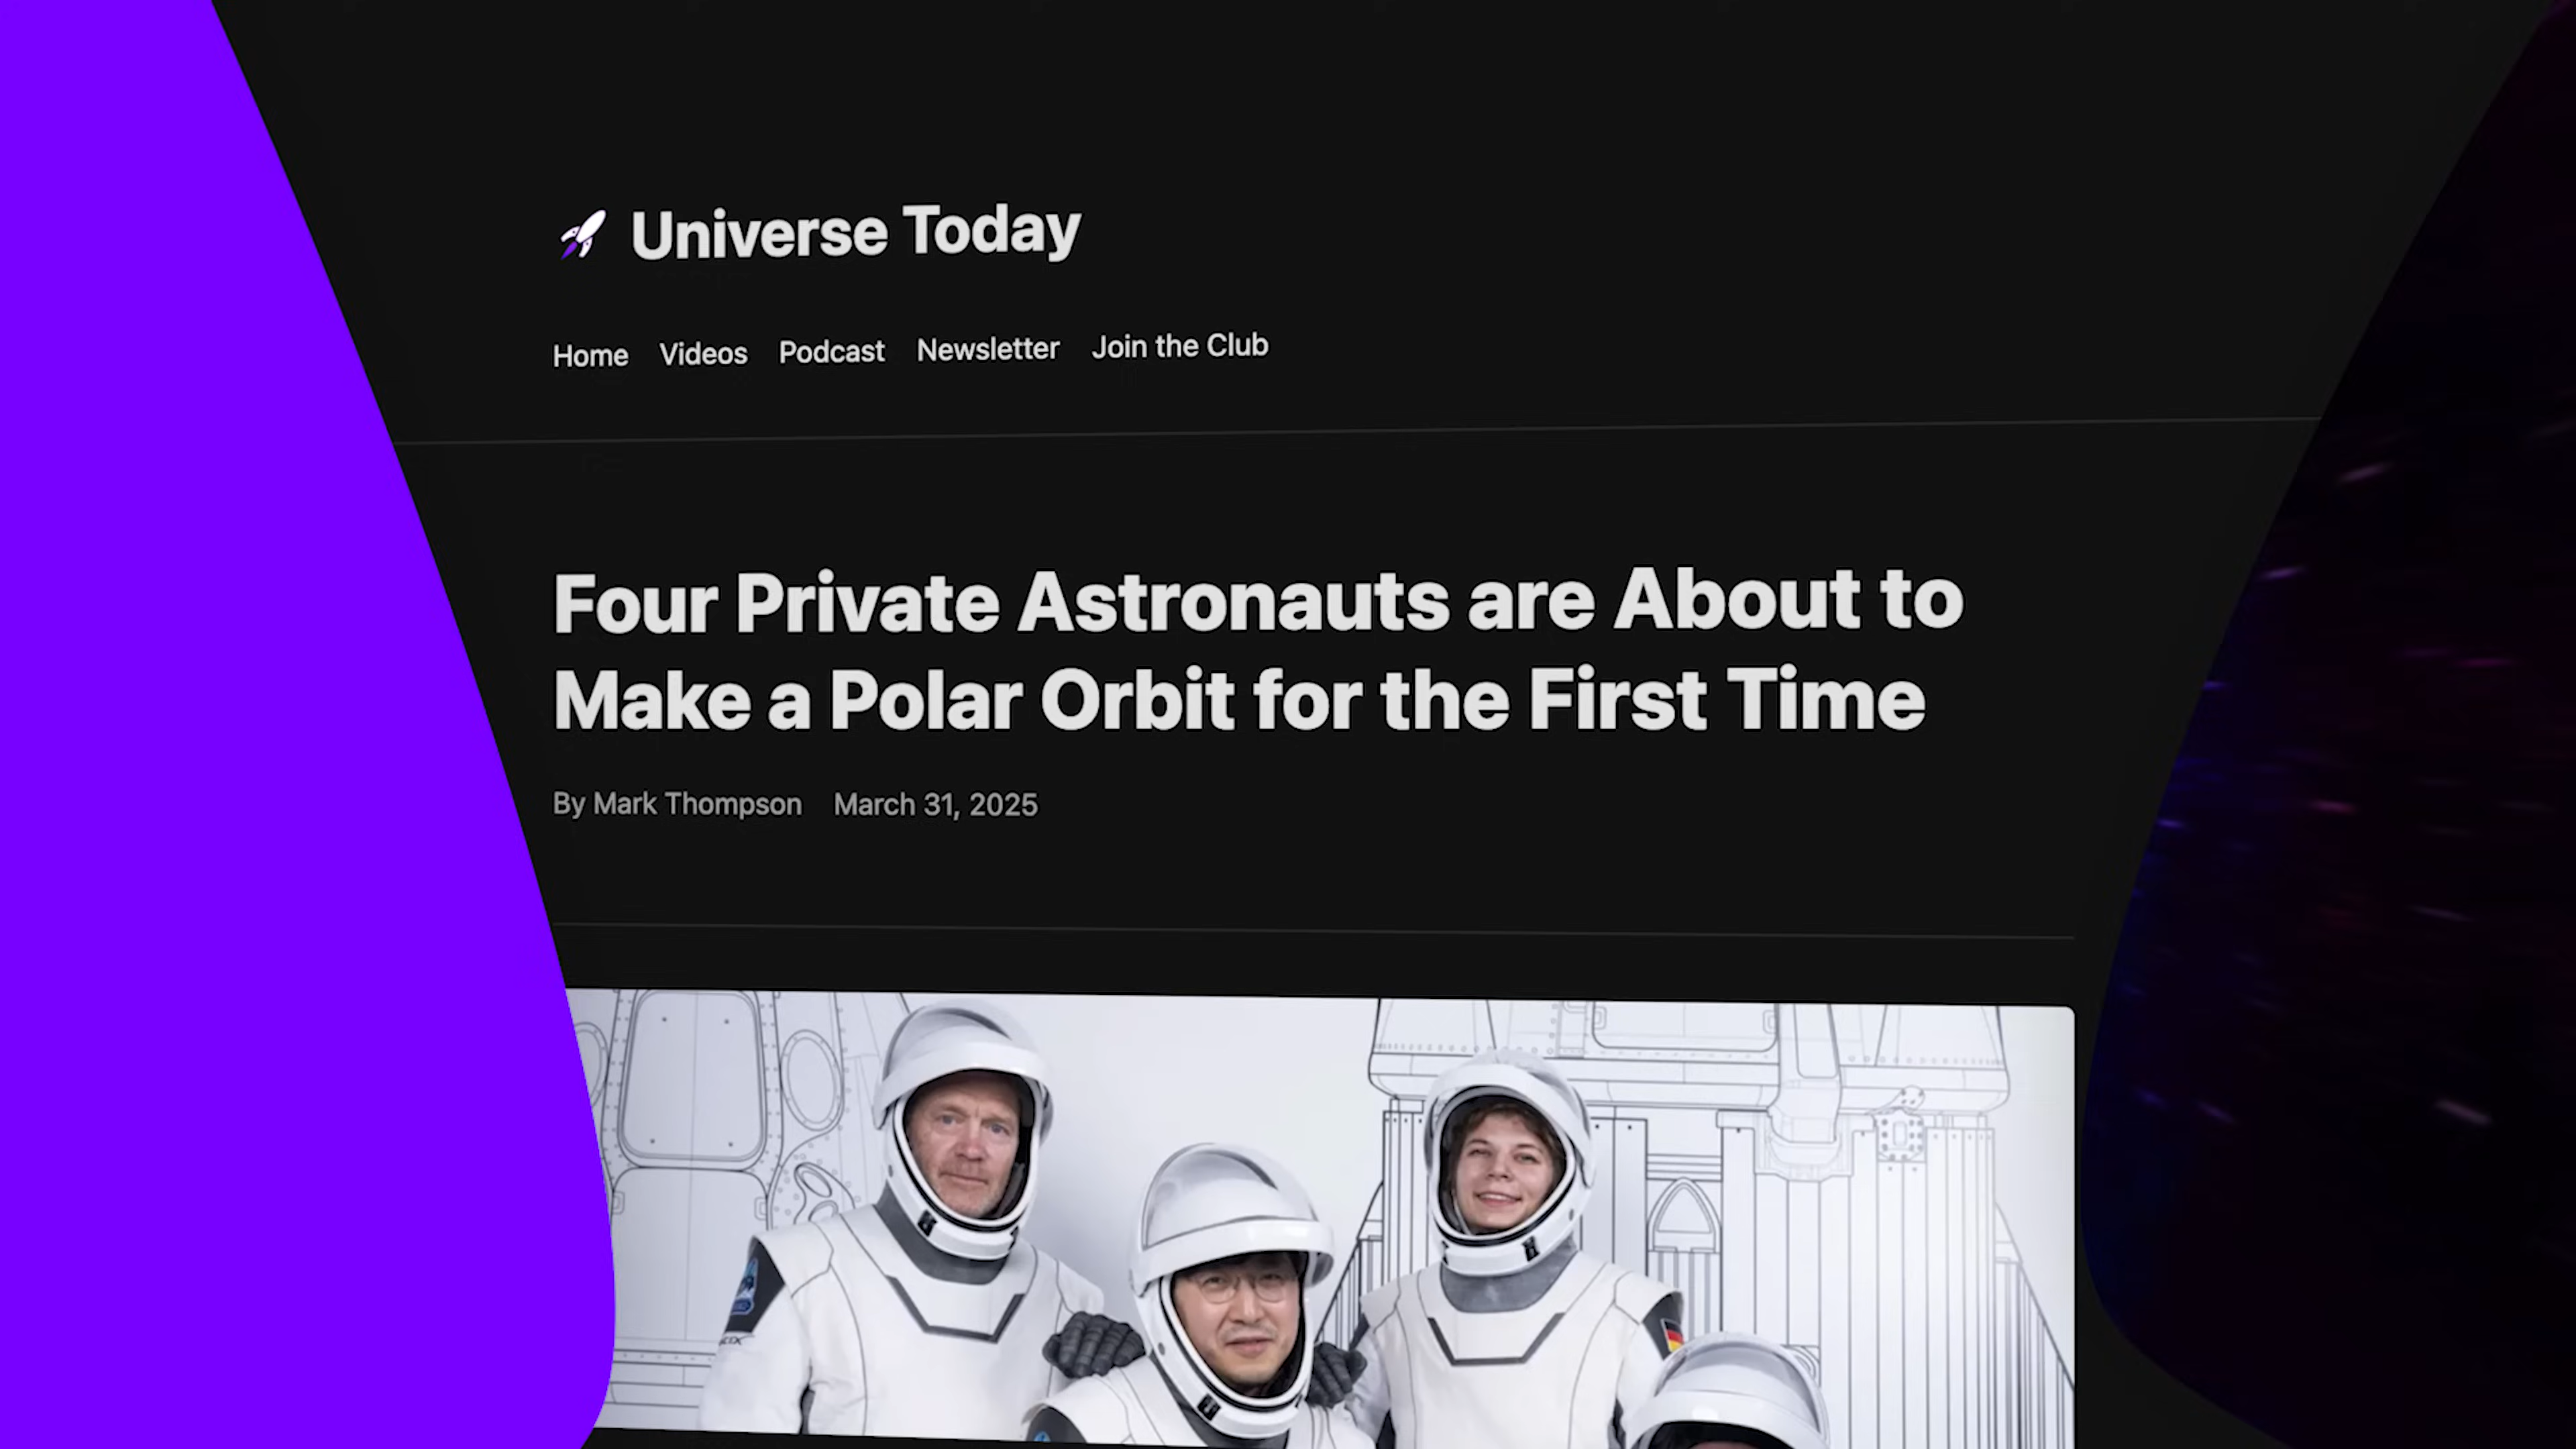 Universe Today
Home Videos Podcast Newsletter Join the Club
Four Private Astronauts are About to
Make a Polar Orbit for the First Time
By Mark Thompson March 31, 2025